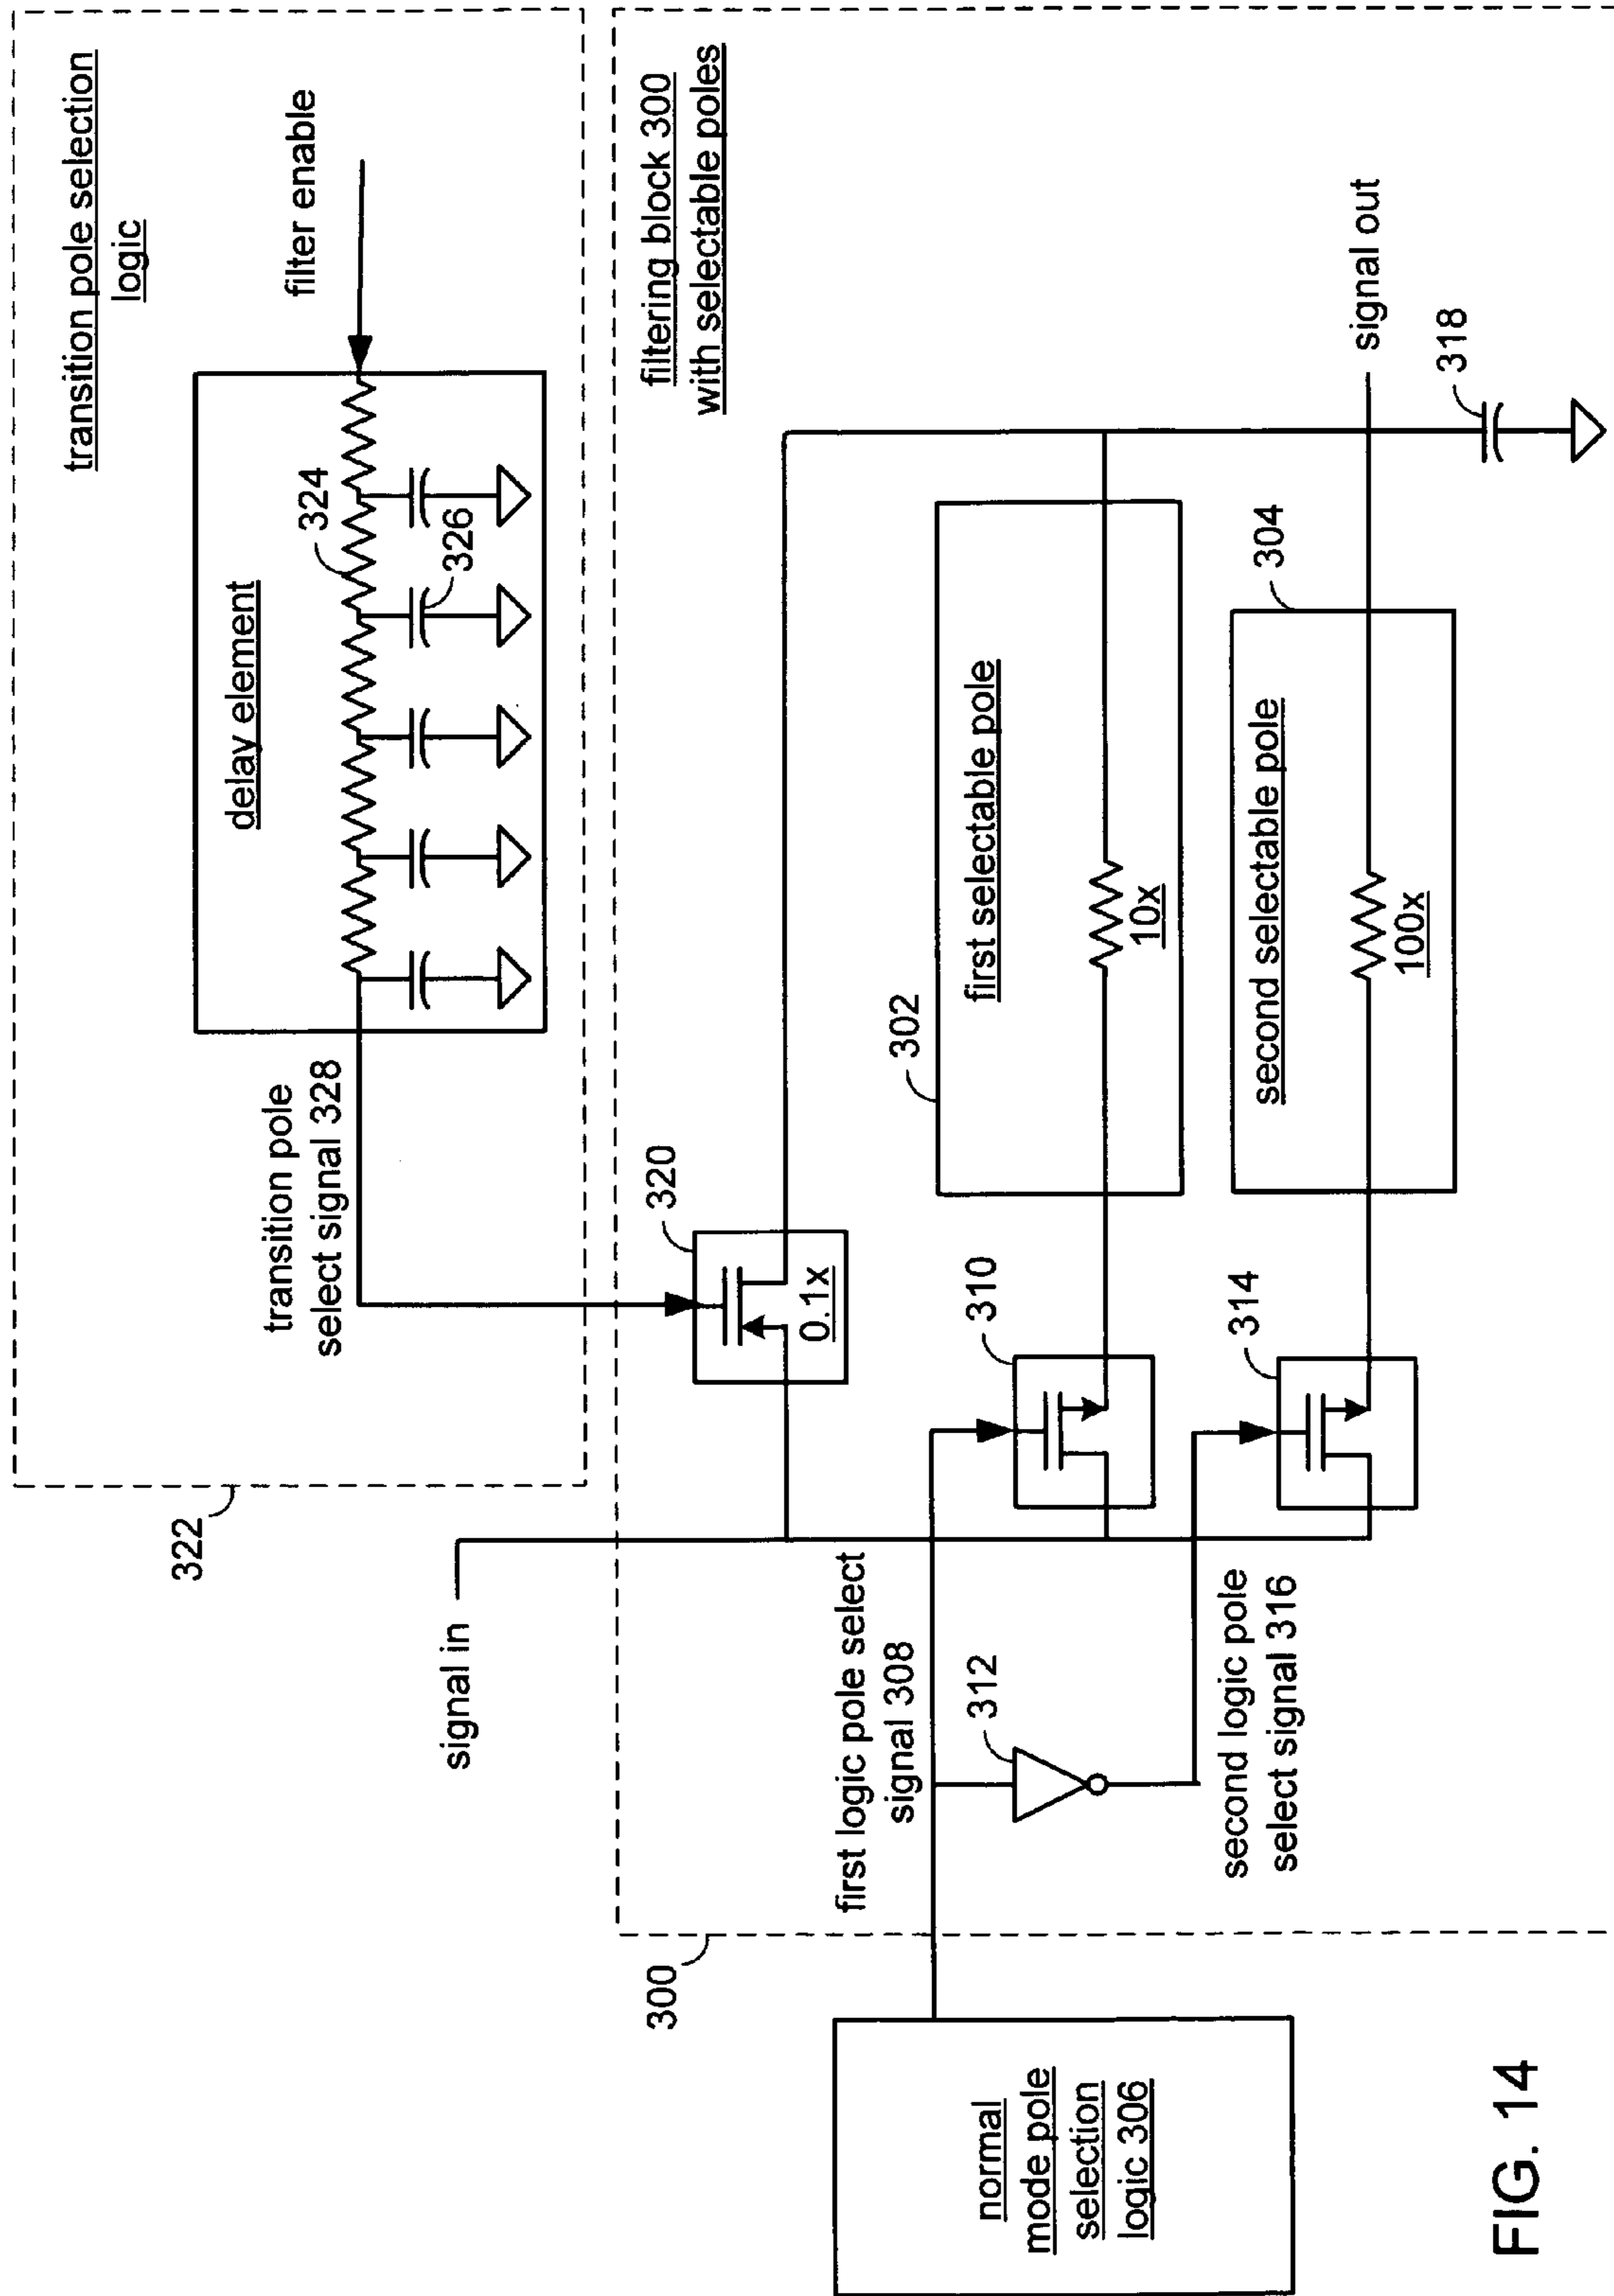 transition pole selection
logic
322
delay element
324
326
filter enable
transition pole
select signal 328
signal in
filtering block 300
with selectable poles
300
320
0.1x
normal
mode pole
selection
logic 306
first logic pole select
signal 308
310
302
first selectable pole
10x
312
second logic pole
select signal 316
314
304
second selectable pole
100x
signal out
318
FIG. 14